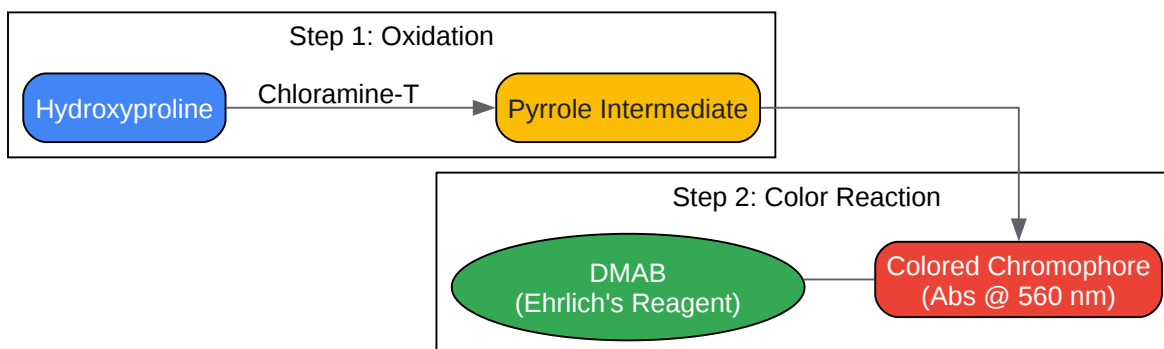 Step 1: Oxidation
Hydroxyproline
Chloramine-T
Pyrrole Intermediate
Step 2: Color Reaction
DMAB
(Ehrlich's Reagent)
Colored Chromophore
(Abs @ 560 nm)